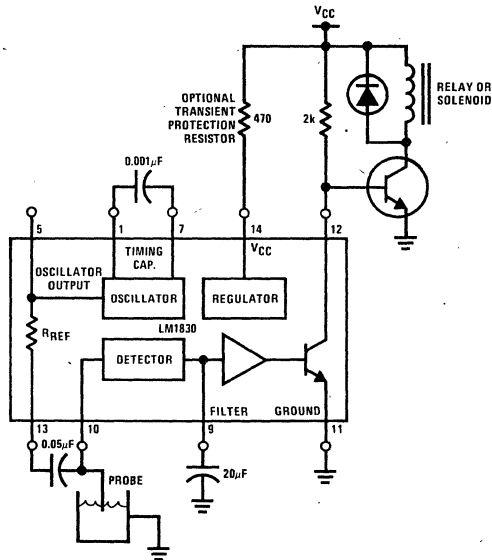 VCC
OPTIONAL
TRANSIENT
PROTECTION
RESISTOR
470
2k
RELAY OR
SOLENOID
0.001μF
5
1
7
14
12
TIMING
CAP.
VCC
OSCILLATOR
OUTPUT
OSCILLATOR
REGULATOR
RREF
LM1830
DETECTOR
FILTER
GROUND
13
10
9
11
0.05μF
20μF
PROBE